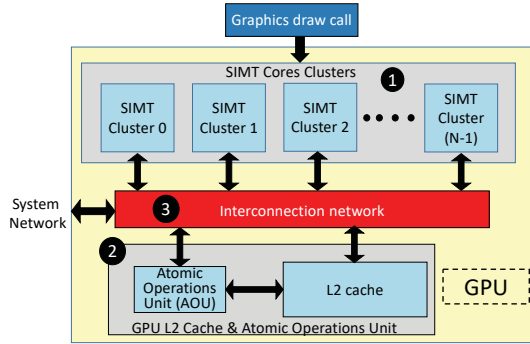 Graphics draw call
SIMT Cores Clusters
1
SIMT
Cluster 0
SIMT
Cluster 1
SIMT
Cluster 2
SIMT
Cluster
(N-1)
System
Network
3
Interconnection network
2
Atomic
Operations
Unit (AOU)
L2 cache
GPU
GPU L2 Cache & Atomic Operations Unit